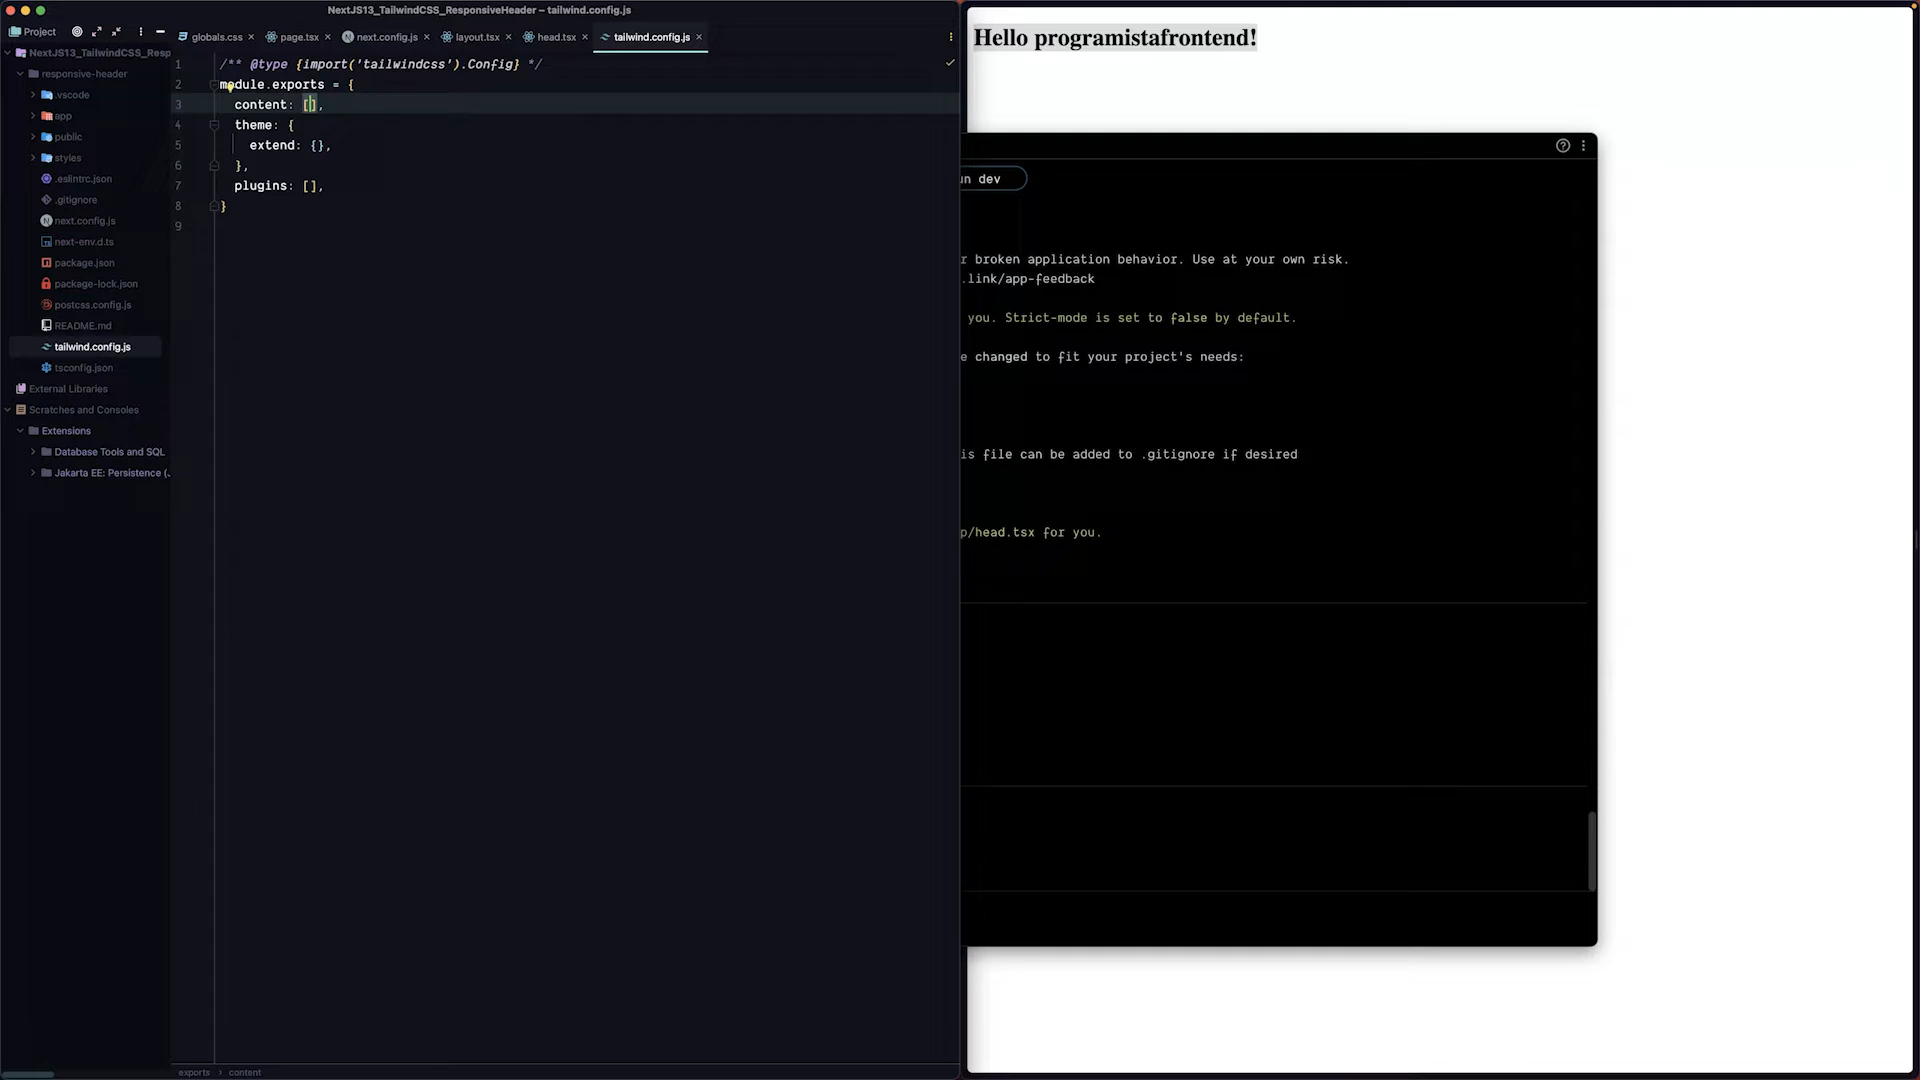 NextJS13_TailwindCSS_ResponsiveHeader – tailwind.config.js
Project
globals.css
page.tsx
next.config.js
layout.tsx
head.tsx
tailwind.config.js
NextJS13_TailwindCSS_Resp
responsive-header
.vscode
app
public
styles
.eslintrc.json
.gitignore
next.config.js
next-env.d.ts
package.json
package-lock.json
postcss.config.js
README.md
tailwind.config.js
tsconfig.json
External Libraries
Scratches and Consoles
Extensions
Database Tools and SQL
Jakarta EE: Persistence (.
1 /** @type {import('tailwindcss').Config} */
2 module.exports = {
3 content: [],
4 theme: {
5 extend: {},
6 },
7 plugins: [],
8 }
9
exports › content
Hello programistafrontend!
un dev
r broken application behavior. Use at your own risk.
.link/app-feedback
you. Strict-mode is set to false by default.
e changed to fit your project's needs:
is file can be added to .gitignore if desired
p/head.tsx for you.